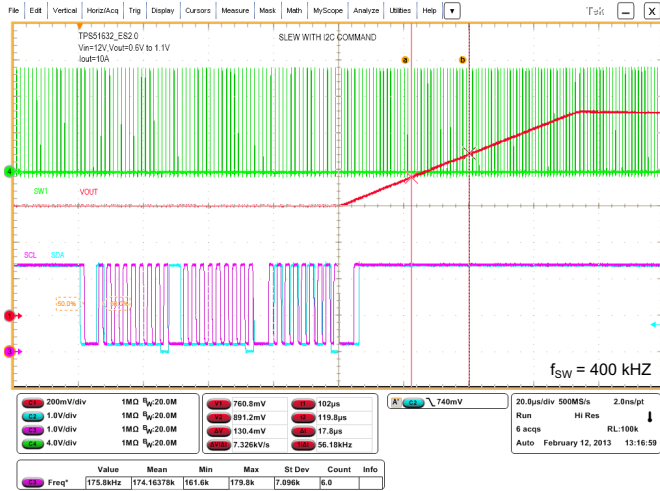 File Edit Vertical Horiz/Acq Trig Display Cursors Measure Mask Math MyScope Analyze Utilities Help Tek X
TPS51632_ES2.0
SLEW WITH I2C COMMAND
Vin=12V,Vout=0.6V to 1.1V
Iout=10A
a b
4
SW1 VOUT
SCL SDA
50.0%
1
3
fSW = 400 kHZ
C1 200mV/div 1MΩ BW:20.0M
C2 1.0V/div 1MΩ BW:20.0M
C3 1.0V/div 1MΩ BW:20.0M
C4 4.0V/div 1MΩ BW:20.0M
V1 760.8mV t1 102µs
V2 891.2mV t2 119.8µs
ΔV 130.4mV Δt 17.8µs
ΔV/Δt 7.326kV/s 1/Δt 56.18kHz
A' C2 740mV
20.0µs/div 500MS/s 2.0ns/pt
Run Hi Res
6 acqs RL:100k
Auto February 12, 2013 13:16:59
Value Mean Min Max St Dev Count Info
C3 Freq* 175.8kHz 174.16378k 161.6k 179.8k 7.096k 6.0